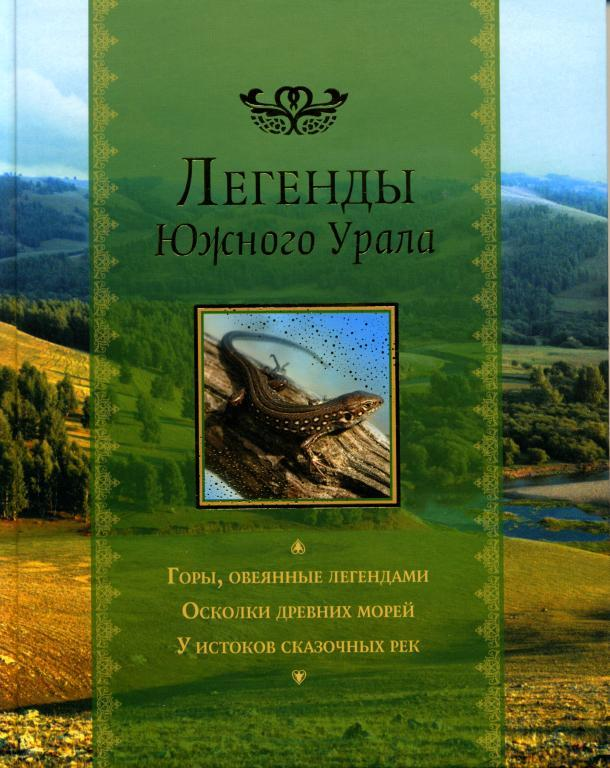 Легенды
Южного Урала
Горы, овеянные легендами
Осколки древних морей
У истоков сказочных рек